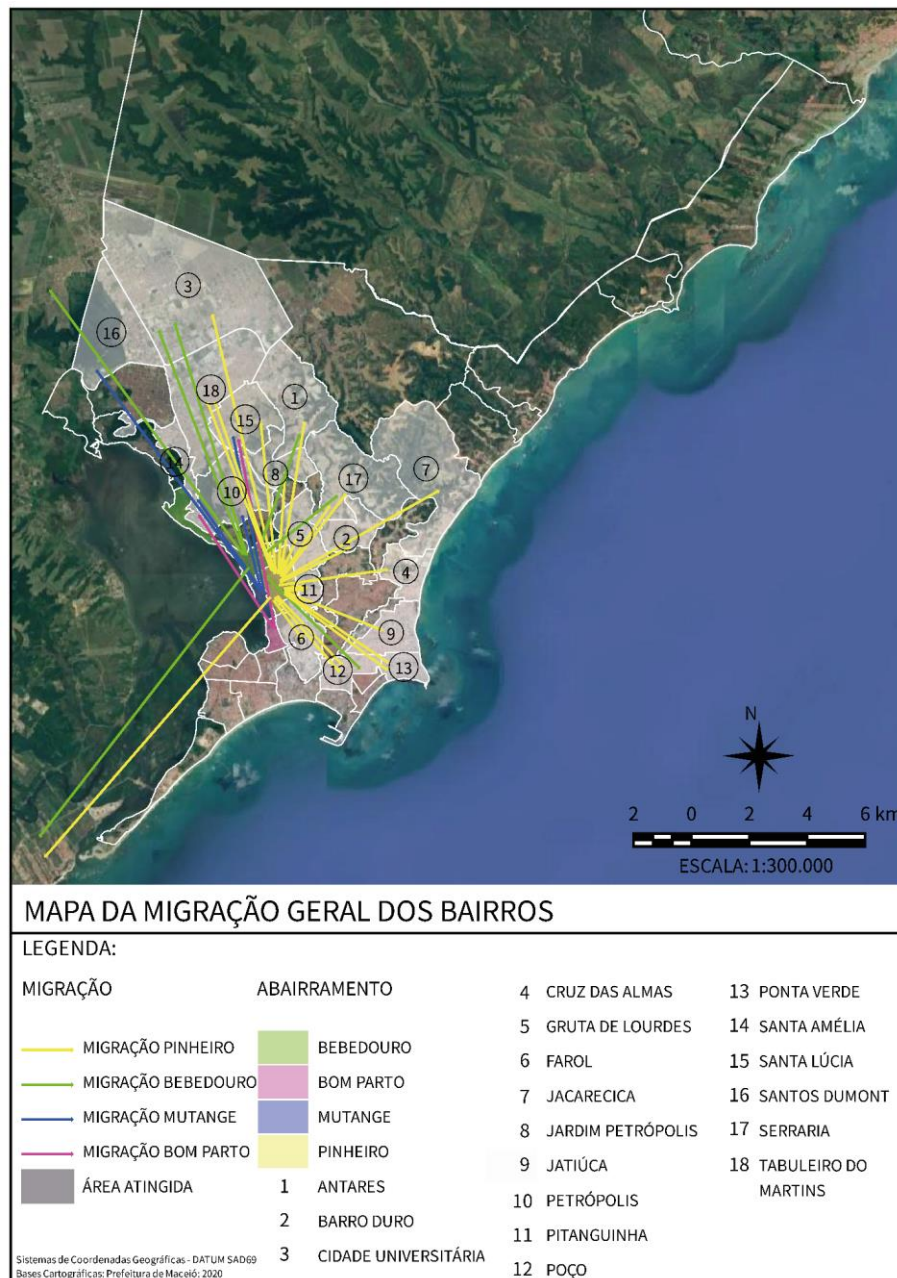 3
16
18
1
15
14
8
7
17
10
5
2
4
11
9
6
12
13
N
2 0 2 4 6 km
ESCALA: 1:300.000
MAPA DA MIGRAÇÃO GERAL DOS BAIRROS
LEGENDA:
MIGRAÇÃO
MIGRAÇÃO PINHEIRO
MIGRAÇÃO BEBEDOURO
MIGRAÇÃO MUTANGE
MIGRAÇÃO BOM PARTO
ÁREA ATINGIDA
ABAIRRAMENTO
BEBEDOURO
BOM PARTO
MUTANGE
PINHEIRO
1 ANTARES
2 BARRO DURO
3 CIDADE UNIVERSITÁRIA
4 CRUZ DAS ALMAS
5 GRUTA DE LOURDES
6 FAROL
7 JACARECICA
8 JARDIM PETRÓPOLIS
9 JATIÚCA
10 PETRÓPOLIS
11 PITANGUINHA
12 POÇO
13 PONTA VERDE
14 SANTA AMÉLIA
15 SANTA LÚCIA
16 SANTOS DUMONT
17 SERRARIA
18 TABULEIRO DO
MARTINS
Sistemas de Coordenadas Geográficas - DATUM SAD69
Bases Cartográficas: Prefeitura de Maceió; 2020